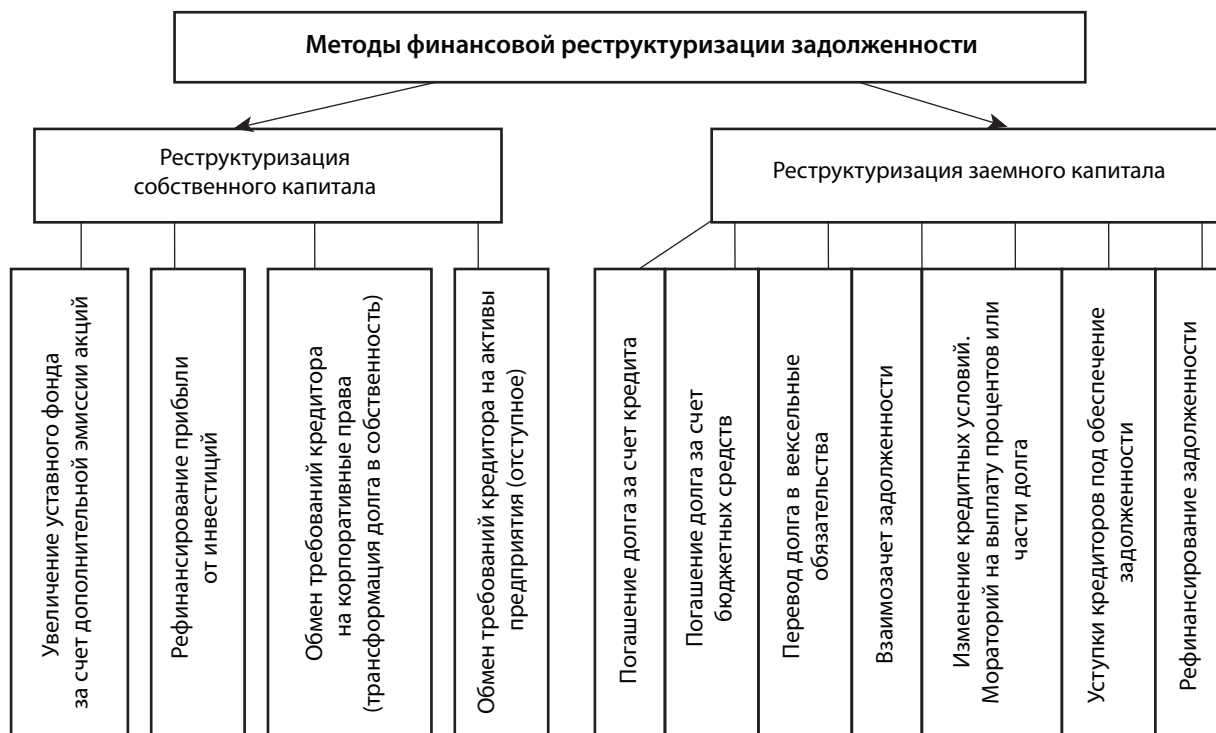 Методы финансовой реструктуризации задолженности
Реструктуризация
собственного капитала
Реструктуризация заемного капитала
Увеличение уставного фонда
за счет дополнительной эмиссии акций
Рефинансирование прибыли
от инвестиций
Обмен требований кредитора
на корпоративные права
(трансформация долга в собственность)
Обмен требований кредитора на активы
предприятия (отступное)
Погашение долга за счет кредита
Погашение долга за счет
бюджетных средств
Перевод долга в вексельные
обязательства
Взаимозачет задолженности
Изменение кредитных условий.
Мораторий на выплату процентов или
части долга
Уступки кредиторов под обеспечение
задолженности
Рефинансирование задолженности